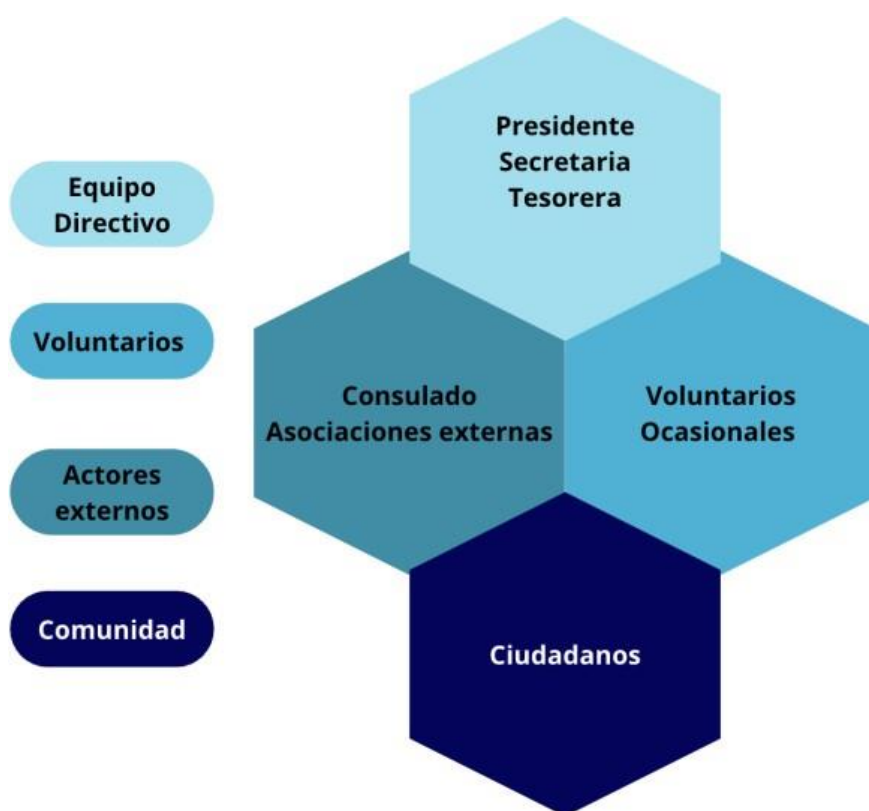 Equipo
Directivo
Voluntarios
Actores
externos
Comunidad
Presidente
Secretaria
Tesorera
Consulado
Asociaciones externas
Voluntarios
Ocasionales
Ciudadanos